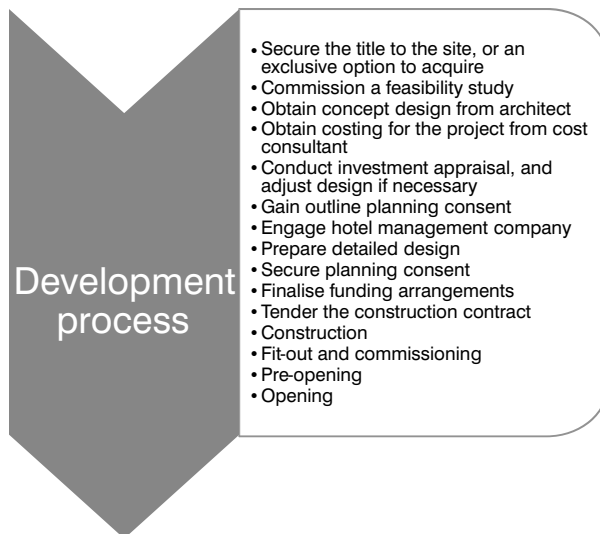 Development
process
• Secure the title to the site, or an
exclusive option to acquire
• Commission a feasibility study
• Obtain concept design from architect
• Obtain costing for the project from cost
consultant
• Conduct investment appraisal, and
adjust design if necessary
• Gain outline planning consent
• Engage hotel management company
• Prepare detailed design
• Secure planning consent
• Finalise funding arrangements
• Tender the construction contract
• Construction
• Fit-out and commissioning
• Pre-opening
• Opening